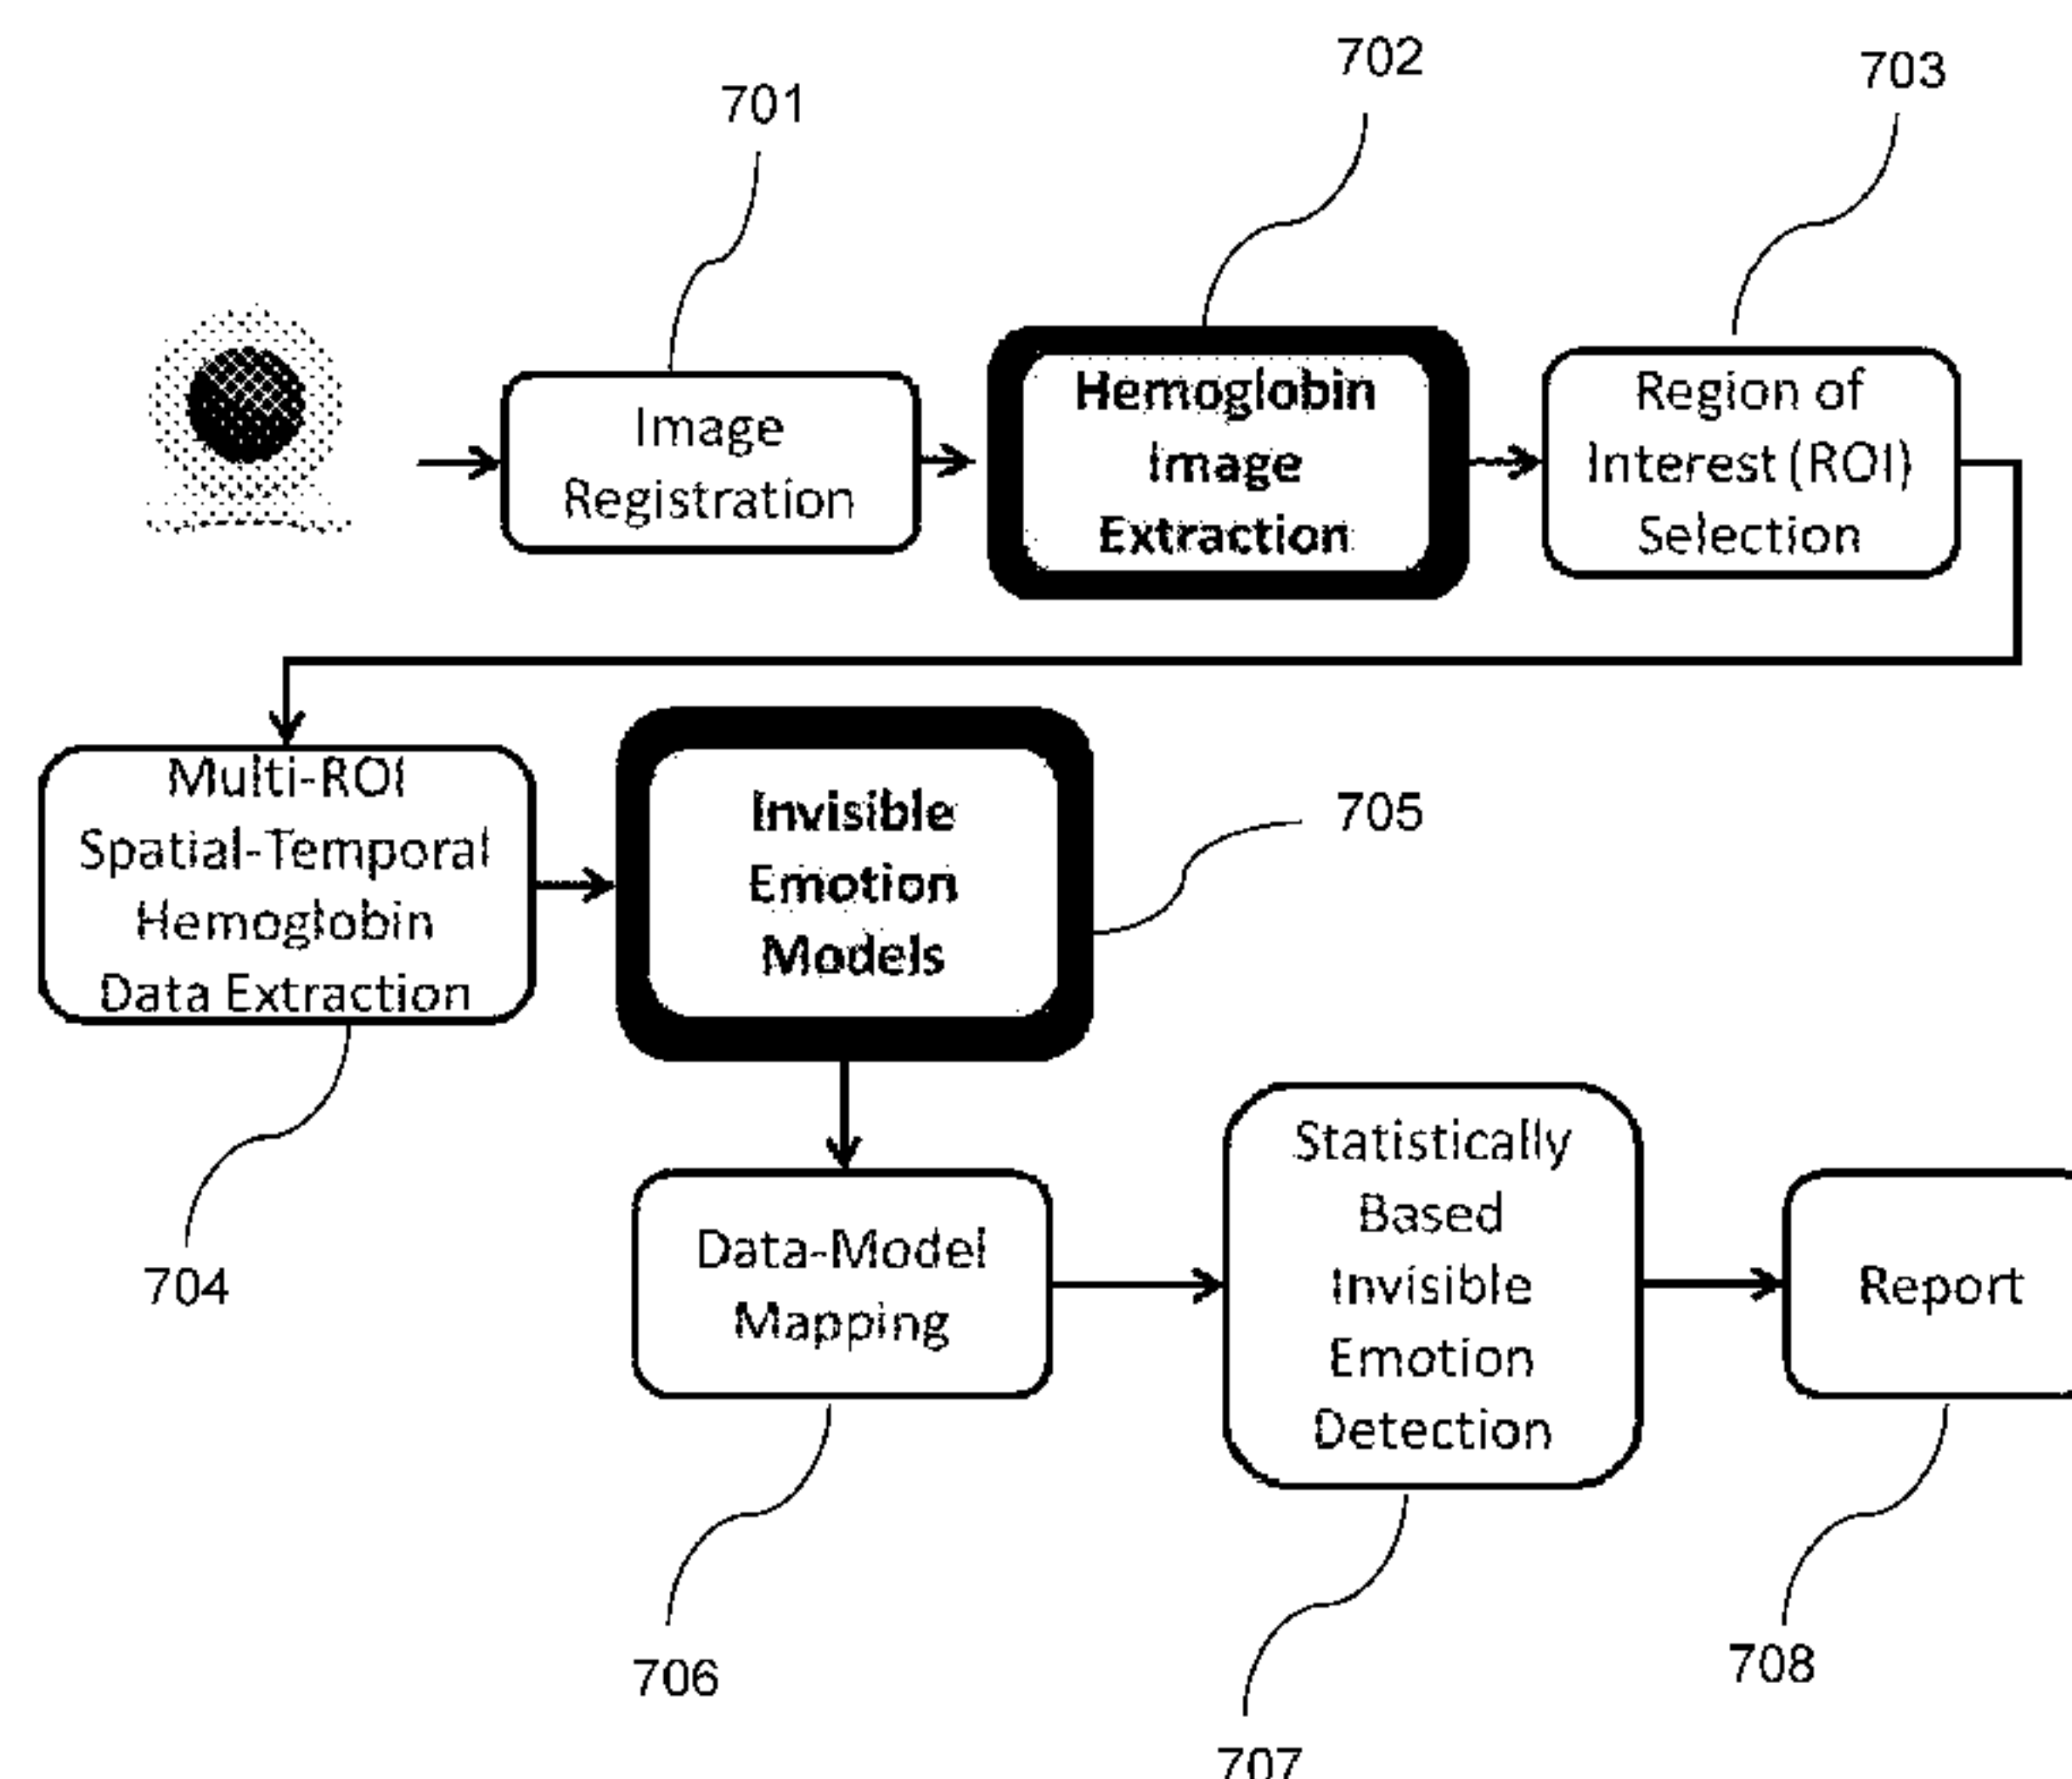 701
702
703
Image
Registration
Hemoglobin
Image
Extraction
Region of
Interest (ROI)
Selection
Multi-ROI
Spatial-Temporal
Hemoglobin
Data Extraction
704
Invisible
Emotion
Models
705
Data-Model
Mapping
706
Statistically
Based
Invisible
Emotion
Detection
707
Report
708